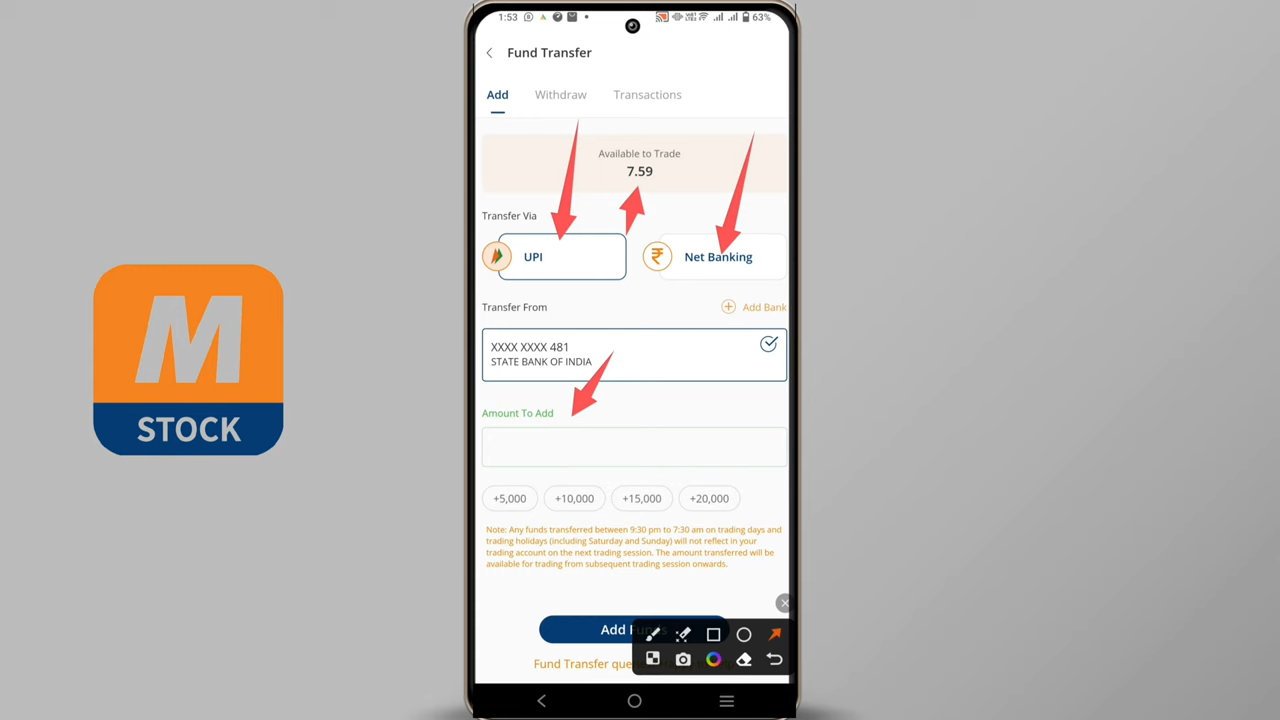 1:53
63%
Fund Transfer
Add
Withdraw
Transactions
Available to Trade
7.59
Transfer Via
UPI
Net Banking
Transfer From
Add Bank
XXXX XXXX 481
STATE BANK OF INDIA
Amount To Add
+5,000
+10,000
+15,000
+20,000
Note: Any funds transferred between 9:30 pm to 7:30 am on trading days and
trading holidays (including Saturday and Sunday) will not reflect in your
trading account on the next trading session. The amount transferred will be
available for trading from subsequent trading session onwards.
Add
Fund Transfer
M
STOCK